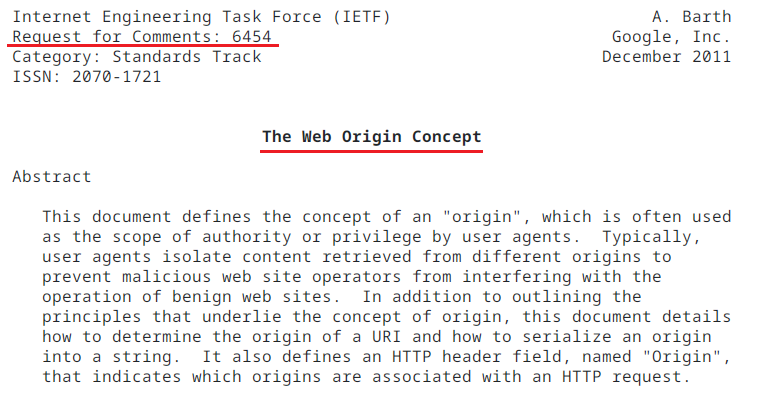 Internet Engineering Task Force (IETF) A. Barth
Request for Comments: 6454 Google, Inc.
Category: Standards Track December 2011
ISSN: 2070-1721
The Web Origin Concept
Abstract
This document defines the concept of an "origin", which is often used
as the scope of authority or privilege by user agents. Typically,
user agents isolate content retrieved from different origins to
prevent malicious web site operators from interfering with the
operation of benign web sites. In addition to outlining the
principles that underlie the concept of origin, this document details
how to determine the origin of a URI and how to serialize an origin
into a string. It also defines an HTTP header field, named "Origin",
that indicates which origins are associated with an HTTP request.